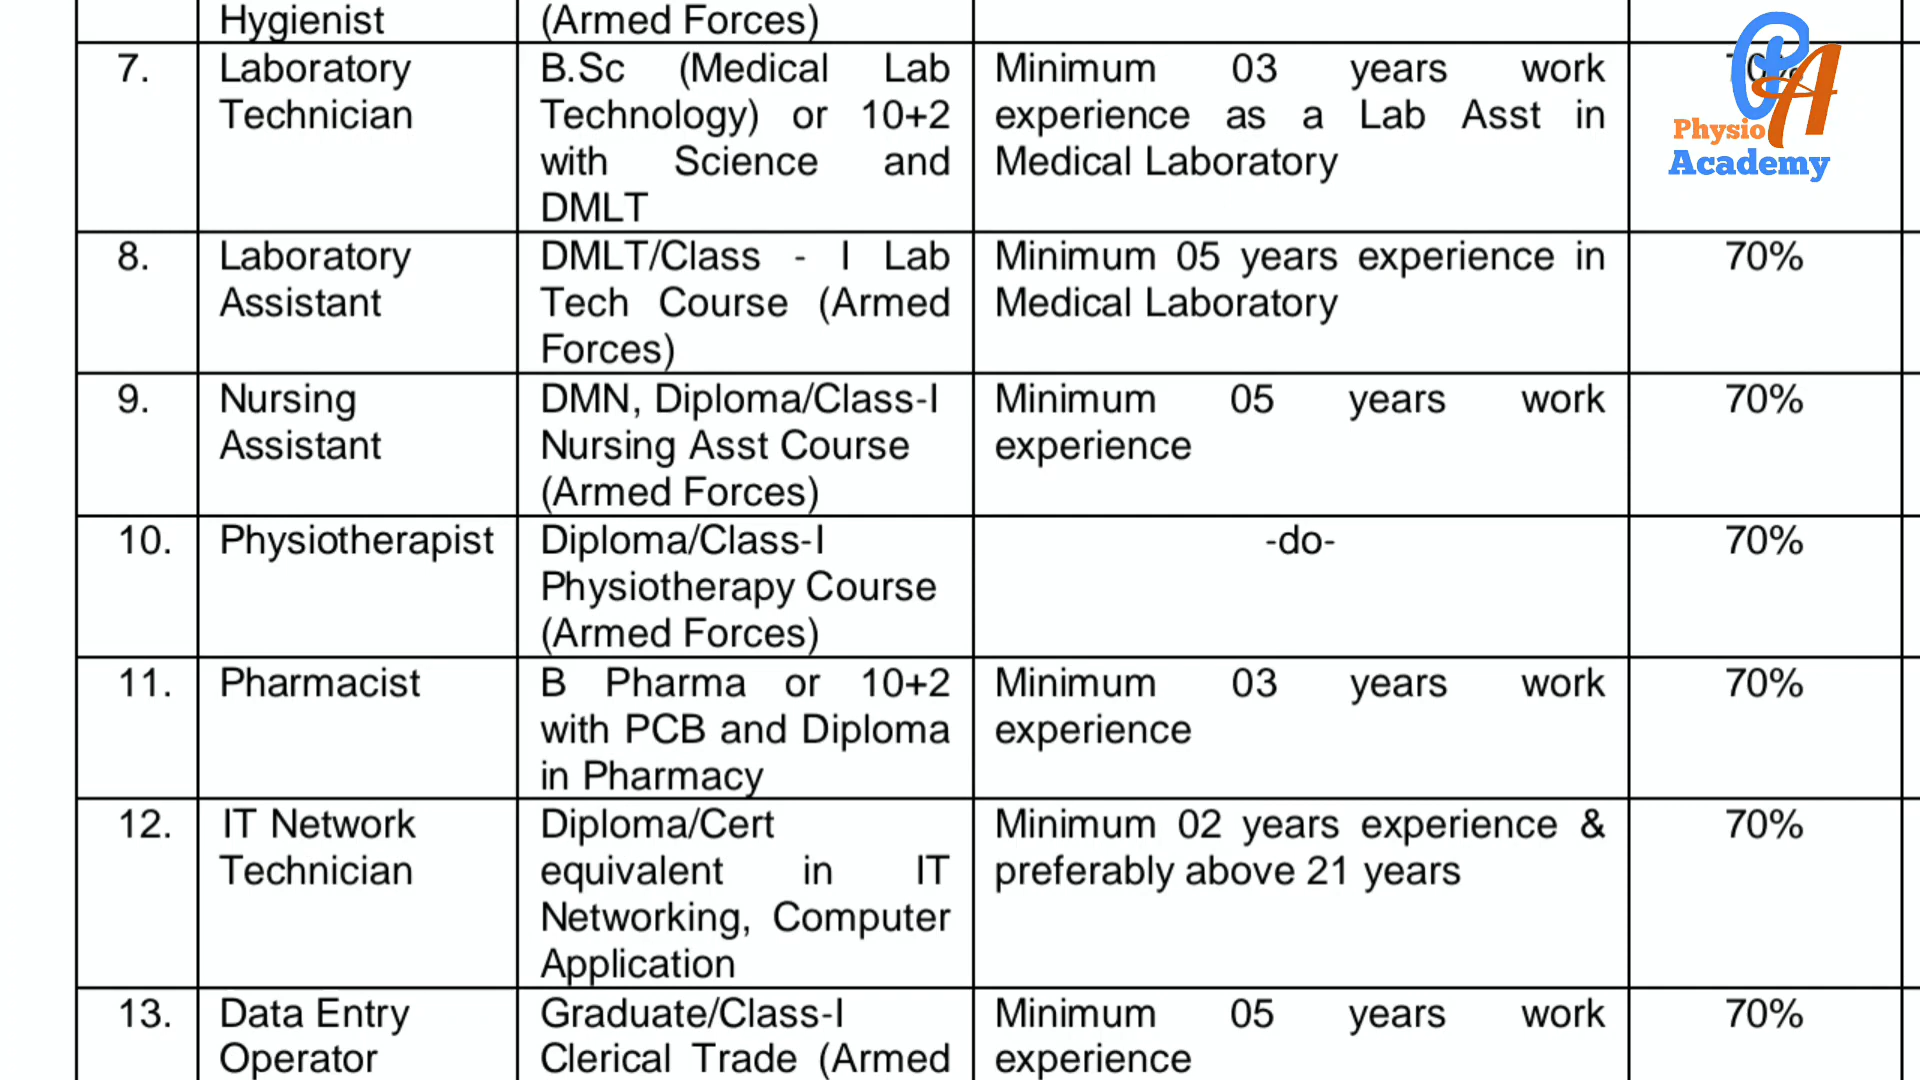 Hygienist (Armed Forces)
7. Laboratory B.Sc (Medical Lab Minimum 03 years work 70%
Technician Technology) or 10+2 experience as a Lab Asst in
with Science and Medical Laboratory
DMLT
Physio
Academy
8. Laboratory DMLT/Class - I Lab Minimum 05 years experience in 70%
Assistant Tech Course (Armed Medical Laboratory
Forces)
9. Nursing DMN, Diploma/Class-I Minimum 05 years work 70%
Assistant Nursing Asst Course experience
(Armed Forces)
10. Physiotherapist Diploma/Class-I -do- 70%
Physiotherapy Course
(Armed Forces)
11. Pharmacist B Pharma or 10+2 Minimum 03 years work 70%
with PCB and Diploma experience
in Pharmacy
12. IT Network Diploma/Cert Minimum 02 years experience & 70%
Technician equivalent in IT preferably above 21 years
Networking, Computer
Application
13. Data Entry Graduate/Class-I Minimum 05 years work 70%
Operator Clerical Trade (Armed experience